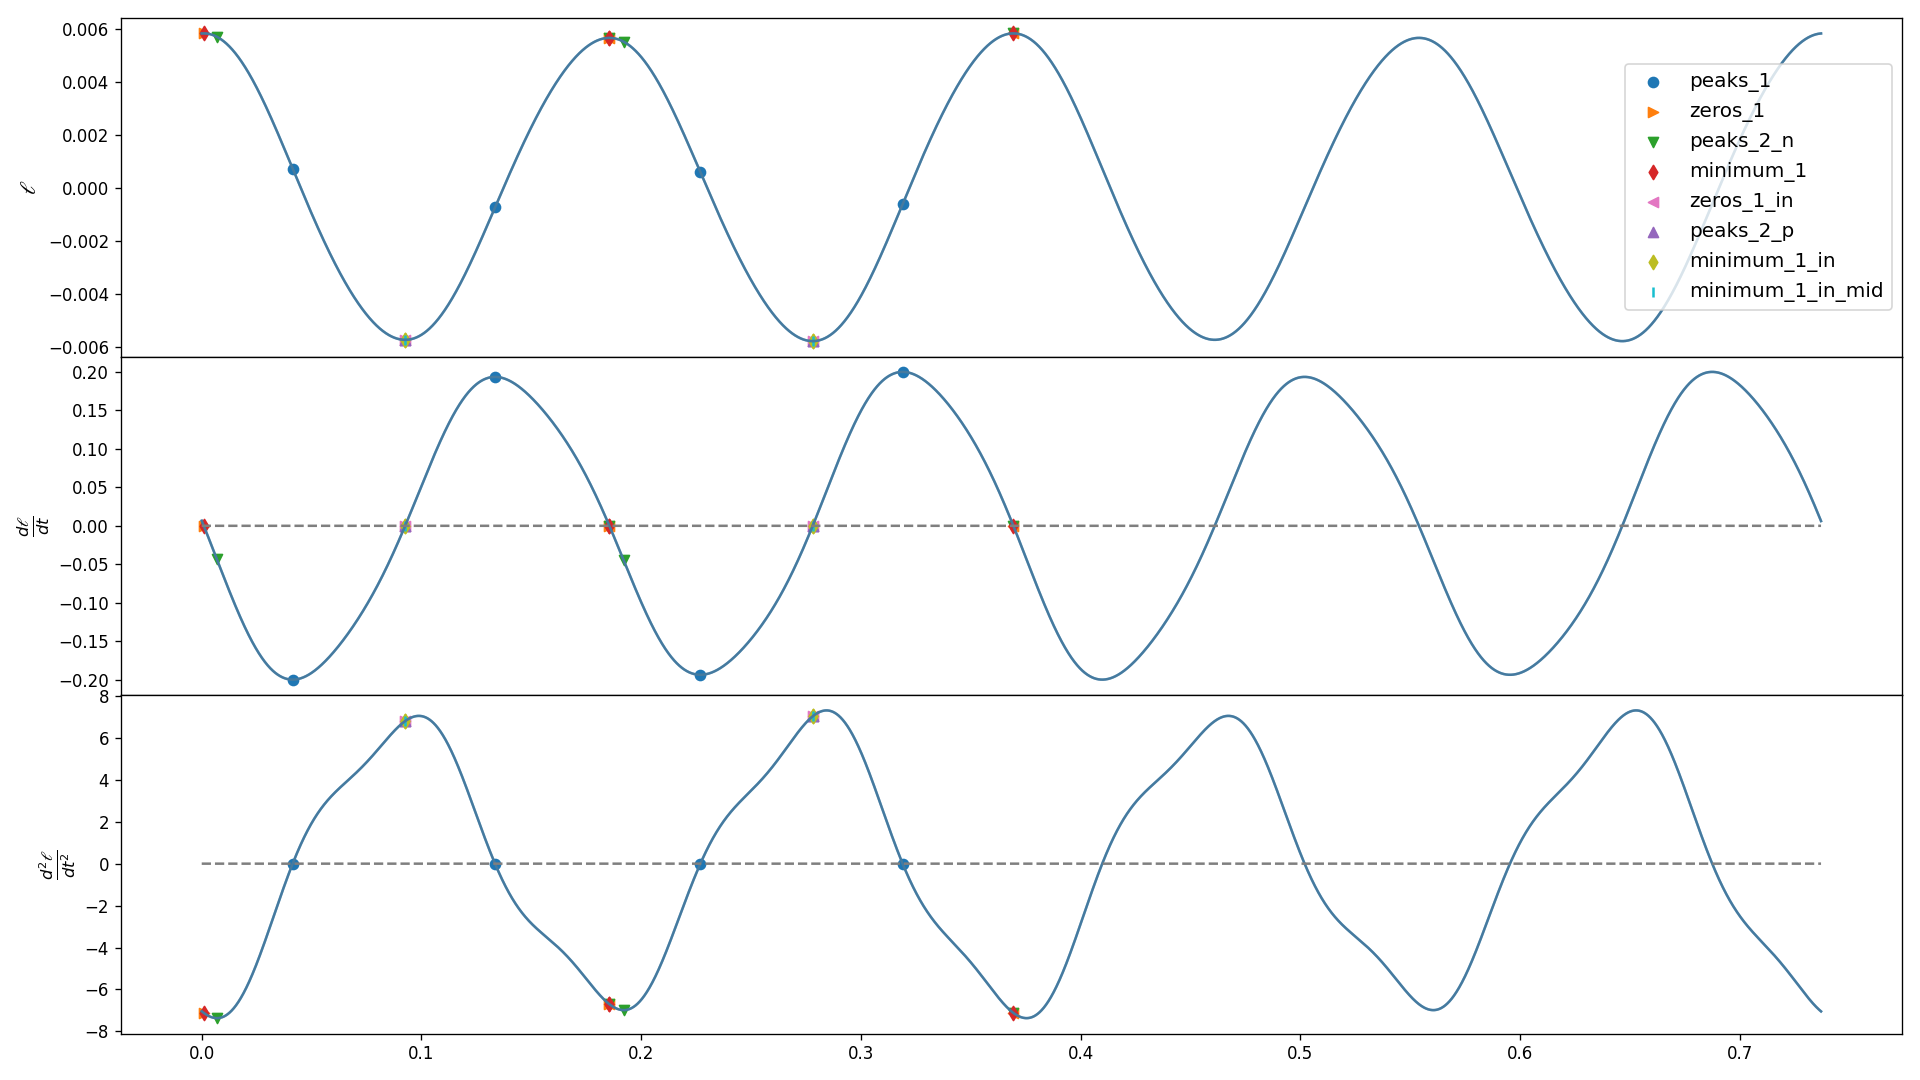 0.006
0.004
0.002
0.000
−0.002
−0.004
−0.006
ℓ
peaks_1
zeros_1
peaks_2_n
minimum_1
zeros_1_in
peaks_2_p
minimum_1_in
minimum_1_in_mid
0.20
0.15
0.10
0.05
0.00
−0.05
−0.10
−0.15
−0.20
dℓ
dt
8
6
4
2
0
−2
−4
−6
−8
d²ℓ
dt²
0.0 0.1 0.2 0.3 0.4 0.5 0.6 0.7